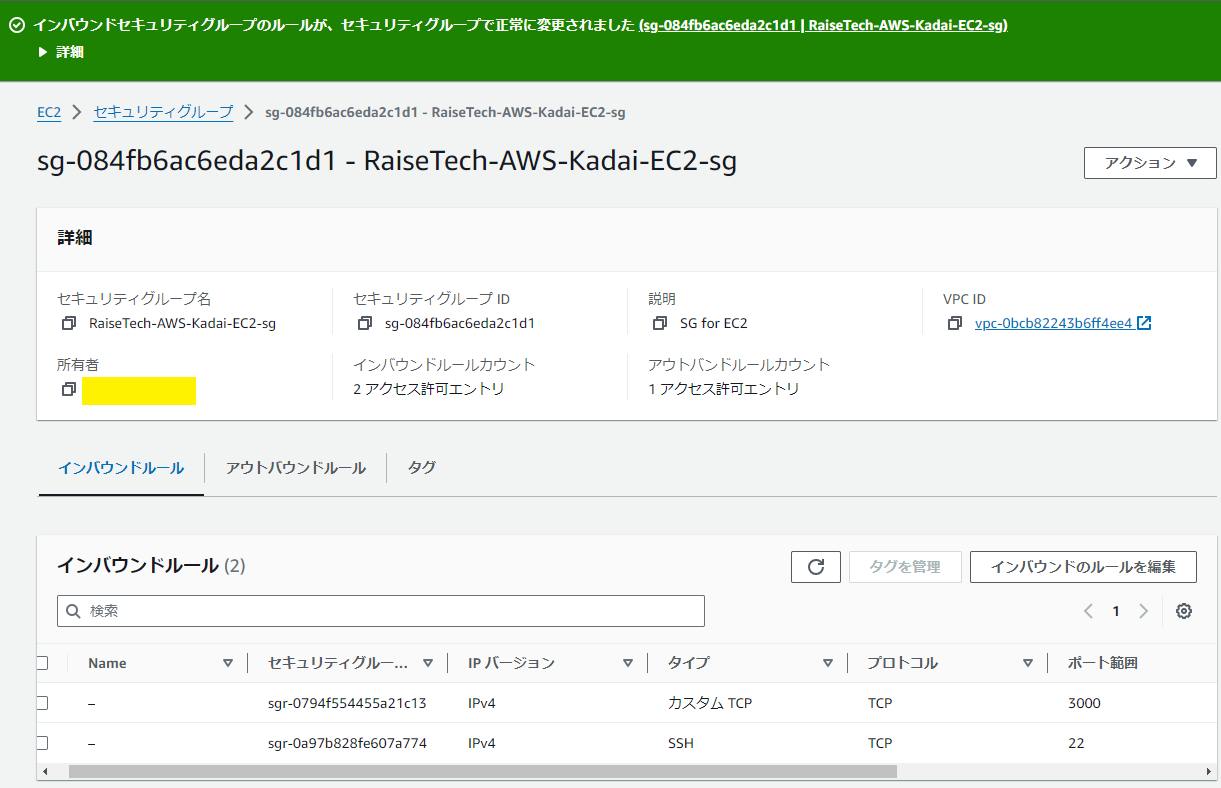 インバウンドセキュリティグループのルールが、セキュリティグループで正常に変更されました (sg-084fb6ac6eda2c1d1 | RaiseTech-AWS-Kadai-EC2-sg)
詳細
EC2 セキュリティグループ sg-084fb6ac6eda2c1d1 - RaiseTech-AWS-Kadai-EC2-sg
sg-084fb6ac6eda2c1d1 - RaiseTech-AWS-Kadai-EC2-sg アクション
詳細
セキュリティグループ名 セキュリティグループ ID 説明 VPC ID
RaiseTech-AWS-Kadai-EC2-sg sg-084fb6ac6eda2c1d1 SG for EC2 vpc-0bcb82243b6ff4ee4
所有者 インバウンドルールカウント アウトバンドルールカウント
2 アクセス許可エントリ 1 アクセス許可エントリ
インバウンドルール アウトバウンドルール タグ
インバウンドルール (2) タグを管理 インバウンドのルールを編集
検索 1
Name セキュリティグルー... IP バージョン タイプ プロトコル ポート範囲
– sgr-0794f554455a21c13 IPv4 カスタム TCP TCP 3000
– sgr-0a97b828fe607a774 IPv4 SSH TCP 22